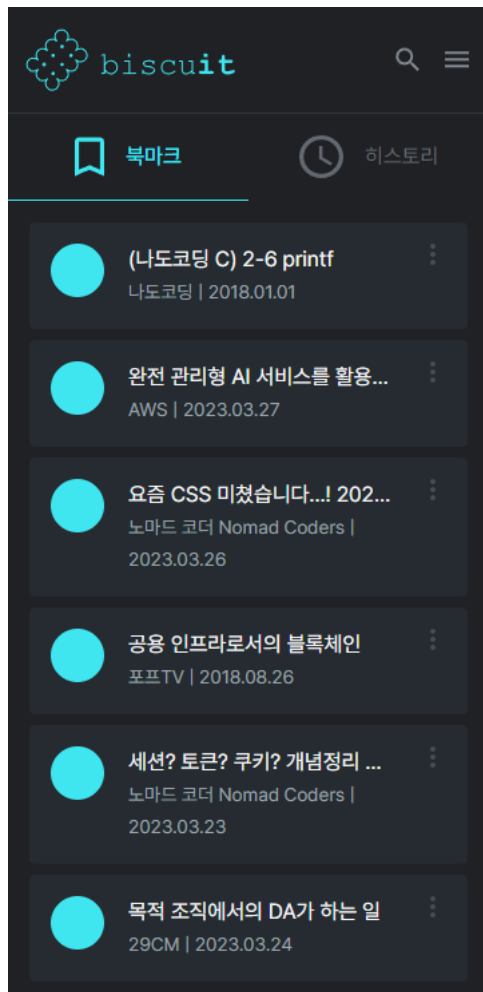 biscuit
북마크
히스토리
(나도코딩 C) 2-6 printf
나도코딩 | 2018.01.01
완전 관리형 AI 서비스를 활용...
AWS | 2023.03.27
요즘 CSS 미쳤습니다...! 202...
노마드 코더 Nomad Coders |
2023.03.26
공용 인프라로서의 블록체인
포프TV | 2018.08.26
세션? 토큰? 쿠키? 개념정리 ...
노마드 코더 Nomad Coders |
2023.03.23
목적 조직에서의 DA가 하는 일
29CM | 2023.03.24